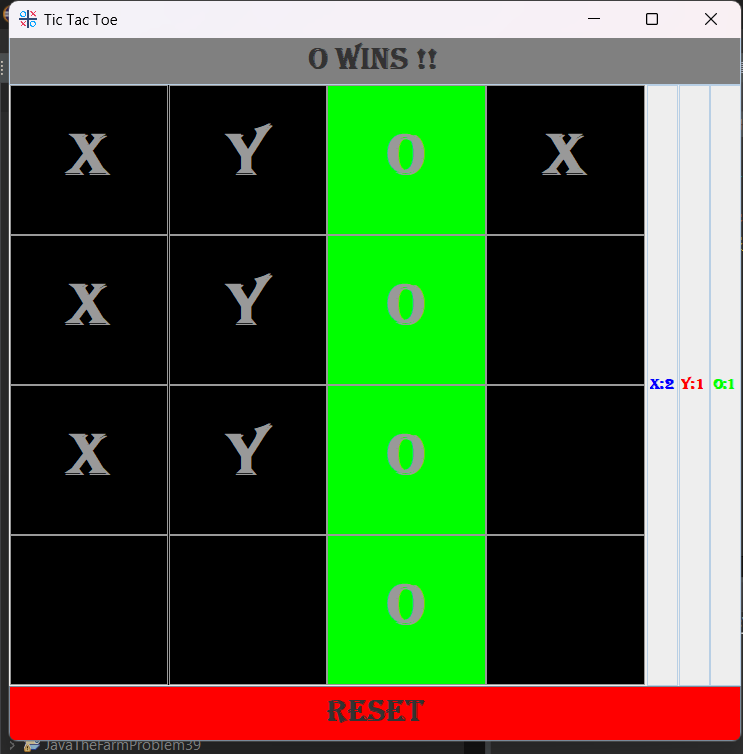 Tic Tac Toe
O WINS !!
X Y O X
X Y O
X Y O
O
X:2 Y:1 O:1
RESET
JavaTheFarmProblem39